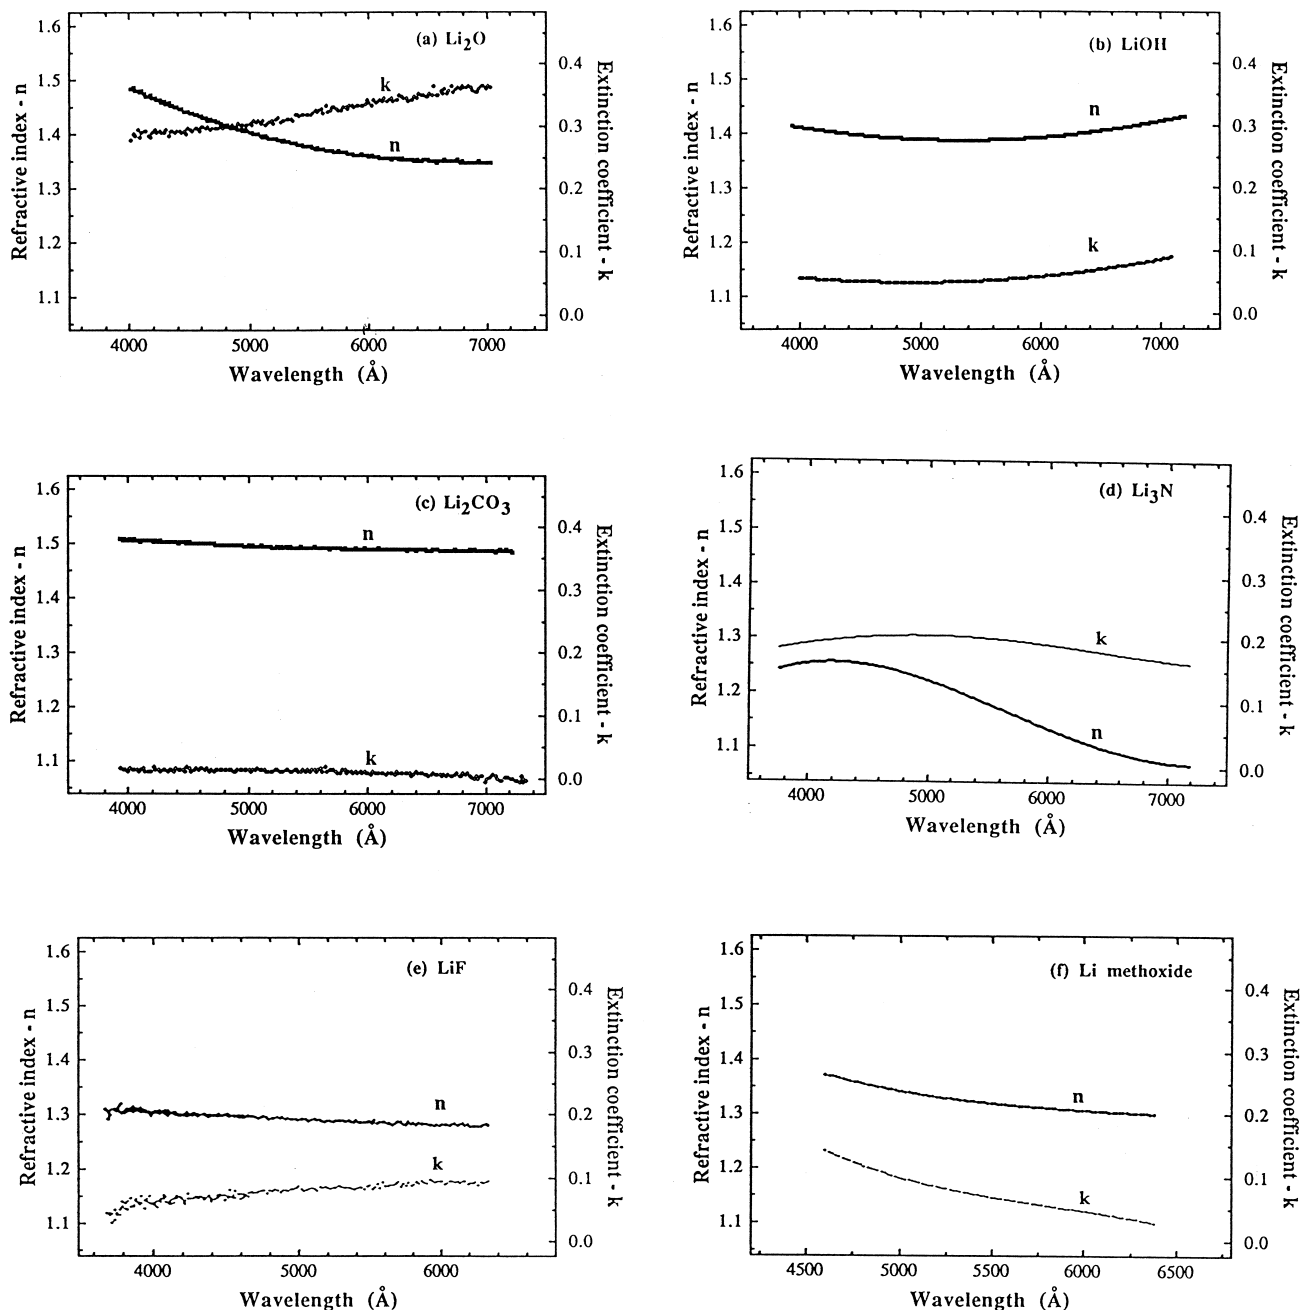 (a) Li2O
Refractive index - n
1.6
1.5
1.4
1.3
1.2
1.1
k
n
0.4
0.3
0.2
0.1
0.0
Extinction coefficient - k
4000 5000 6000 7000
Wavelength (Å)
(b) LiOH
Refractive index - n
1.6
1.5
1.4
1.3
1.2
1.1
n
k
0.4
0.3
0.2
0.1
0.0
Extinction coefficient - k
4000 5000 6000 7000
Wavelength (Å)
(c) Li2CO3
Refractive index - n
1.6
1.5
1.4
1.3
1.2
1.1
n
k
0.4
0.3
0.2
0.1
0.0
Extinction coefficient - k
4000 5000 6000 7000
Wavelength (Å)
(d) Li3N
Refractive index - n
1.6
1.5
1.4
1.3
1.2
1.1
k
n
0.4
0.3
0.2
0.1
0.0
Extinction coefficient - k
4000 5000 6000 7000
Wavelength (Å)
(e) LiF
Refractive index - n
1.6
1.5
1.4
1.3
1.2
1.1
n
k
0.4
0.3
0.2
0.1
0.0
Extinction coefficient - k
4000 5000 6000
Wavelength (Å)
(f) Li methoxide
Refractive index - n
1.6
1.5
1.4
1.3
1.2
1.1
n
k
0.4
0.3
0.2
0.1
0.0
Extinction coefficient - k
4500 5000 5500 6000 6500
Wavelength (Å)